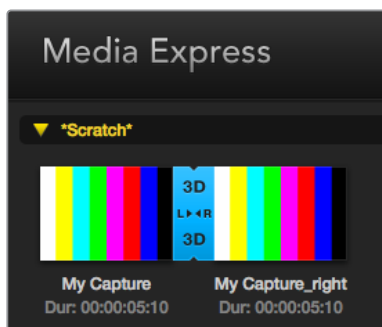 Media Express
*Scratch*
3D
L R
3D
My Capture My Capture_right
Dur: 00:00:05:10 Dur: 00:00:05:10